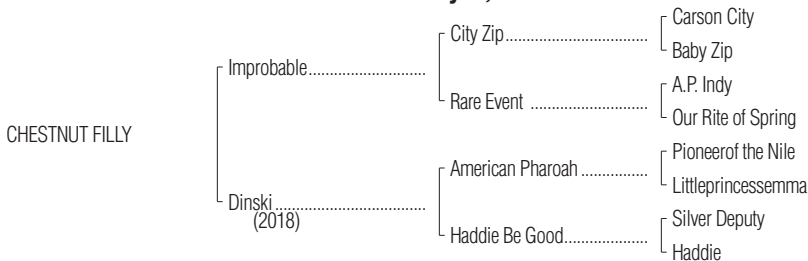 Carson City
City Zip
Baby Zip
Improbable
A.P. Indy
Rare Event
Our Rite of Spring
CHESTNUT FILLY
Pioneerof the Nile
American Pharoah
Littleprincessemma
Dinski
(2018)
Silver Deputy
Haddie Be Good
Haddie